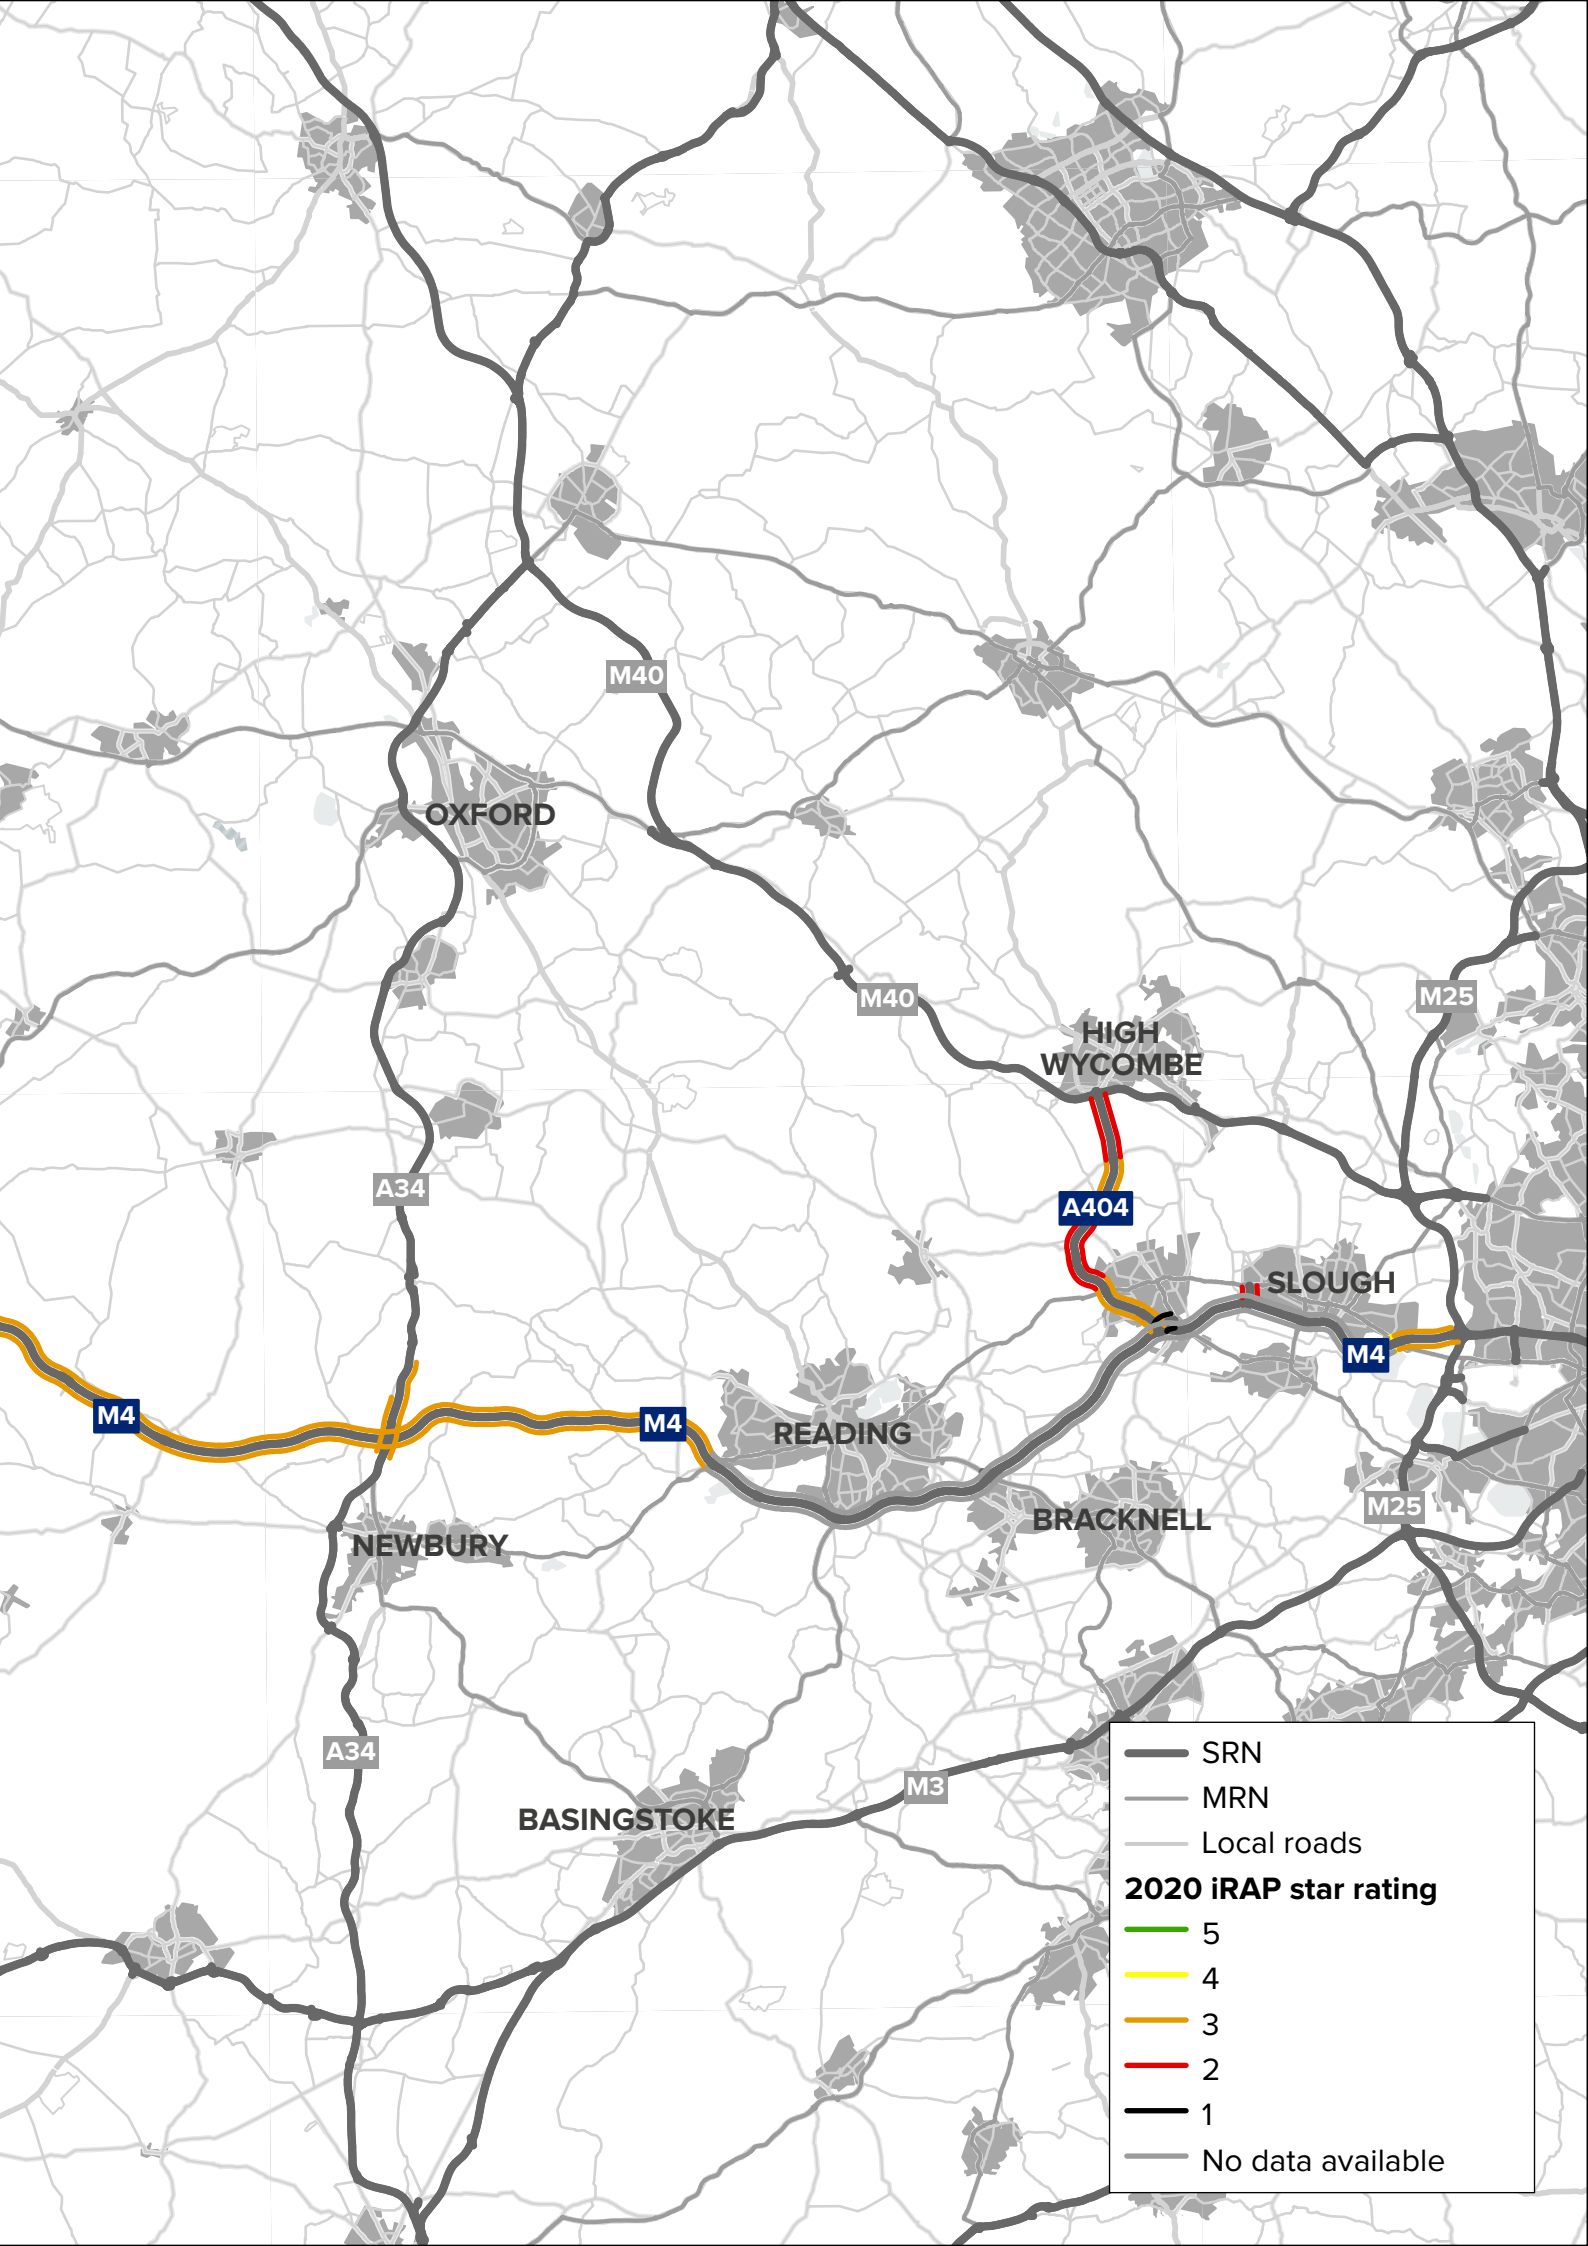 M40
OXFORD
M40
M25
HIGH
WYCOMBE
A34
A404
SLOUGH
M4
M4
M4
READING
M25
BRACKNELL
NEWBURY
A34
M3
BASINGSTOKE
SRN
MRN
Local roads
2020 iRAP star rating
5
4
3
2
1
No data available